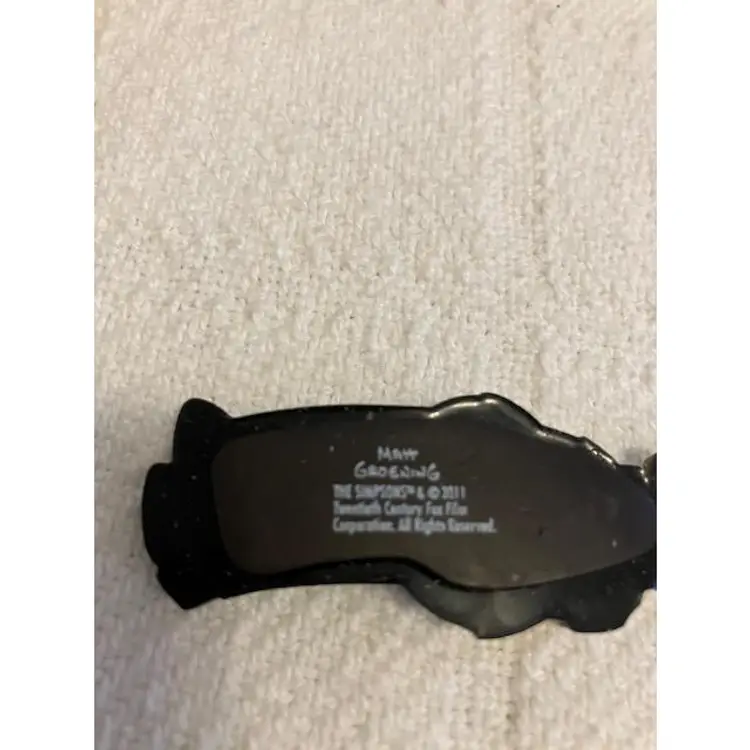 MATT
GROENING
THE SIMPSONS™ & © 2011
Twentieth Century Fox Film
Corporation. All Rights Reserved.